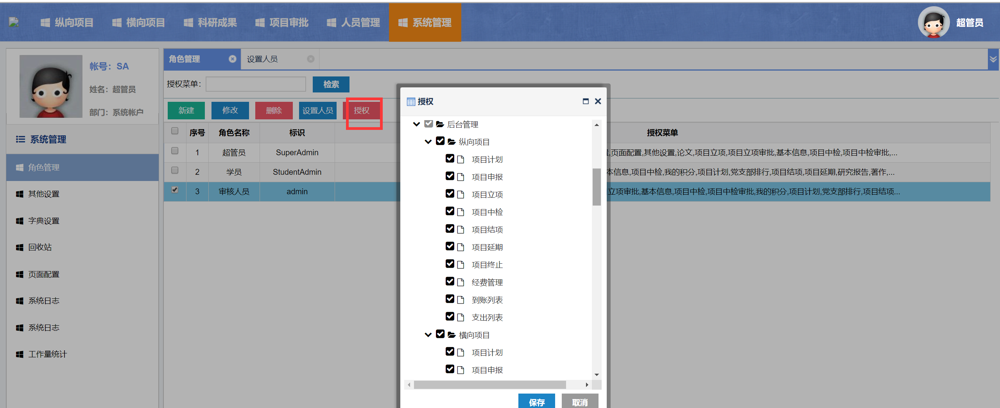 纵向项目 横向项目 科研成果 项目审批 人员管理 系统管理 超管员
帐号：SA
姓名：超管员
部门：系统帐户
系统管理
角色管理
其他设置
字典设置
回收站
页面配置
系统日志
系统日志
工作量统计
角色管理 设置人员
授权菜单： 检索
新建 修改 删除 设置人员 授权
序号 角色名称 标识 授权菜单
1 超管员 SuperAdmin ,页面配置,其他设置,论文,项目立项,项目立项审批,基本信息,项目中检,项目中检审批,...
2 学员 StudentAdmin 本信息,项目中检,我的积分,项目计划,党支部排行,项目结项,项目延期,研究报告,著作,...
3 审核人员 admin 立项审批,基本信息,项目中检,项目中检审批,我的积分,项目计划,党支部排行,项目结项...
授权
后台管理
纵向项目
项目计划
项目申报
项目立项
项目中检
项目结项
项目延期
项目终止
经费管理
到账列表
支出列表
横向项目
项目计划
项目申报
保存 取消